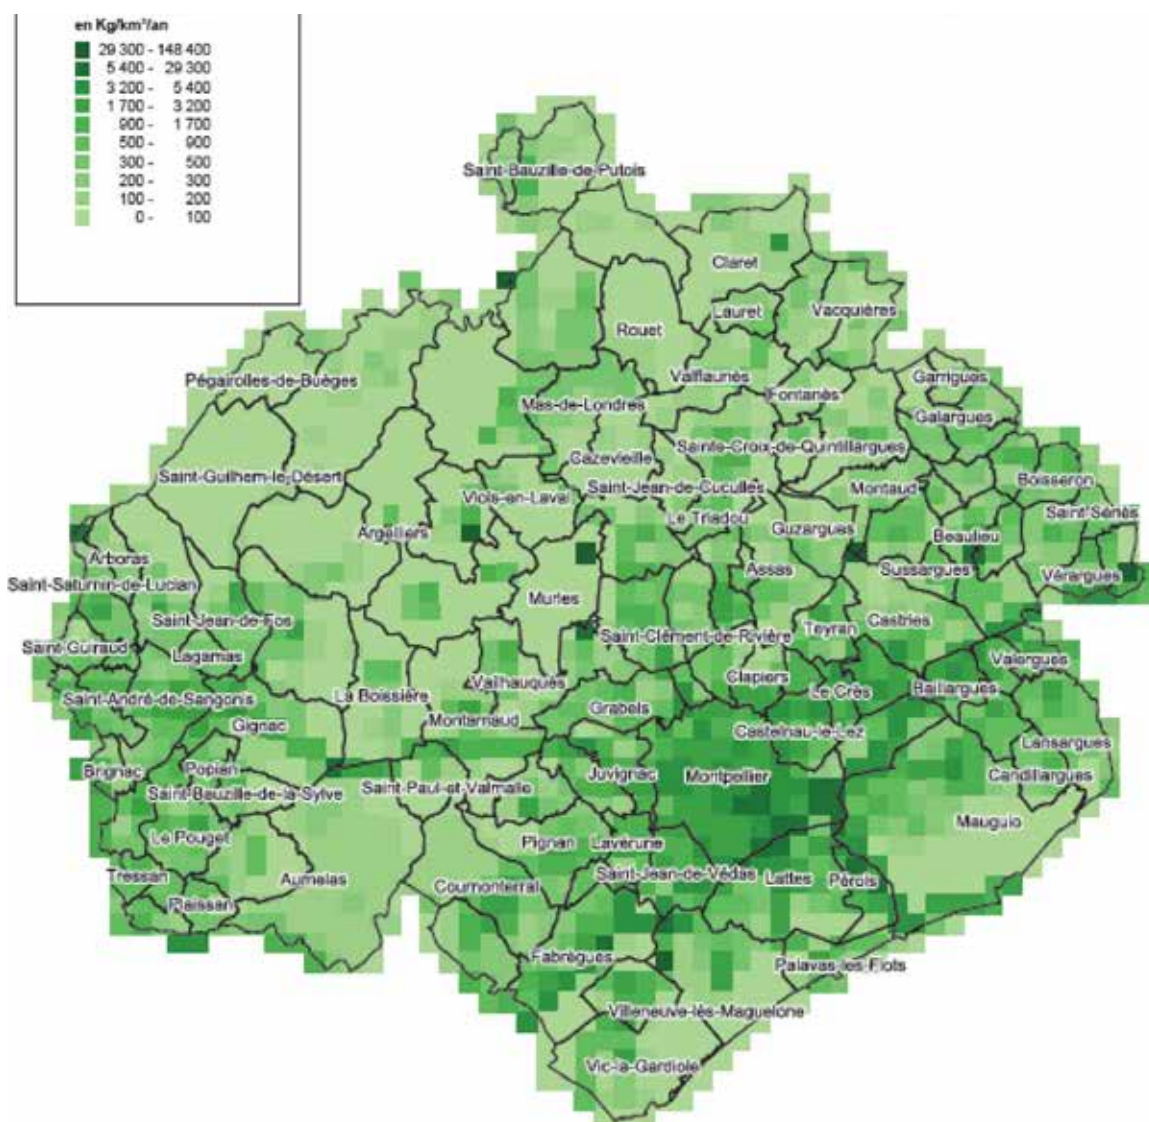 en Kg/km²/an
29 300 - 148 400
5 400 - 29 300
3 200 - 5 400
1 700 - 3 200
900 - 1 700
500 - 900
300 - 500
200 - 300
100 - 200
0 - 100
Saint-Bauzille-de-Putois
Claret
Lauret
Vacquières
Rouet
Pégairolles-de-Buèges
Valflaunès
Garrigues
Fontanès
Mas-de-Londres
Galargues
Sainte-Croix-de-Quintillargues
Cazevieille
Saint-Guilhem-le-Désert
Boisseron
Saint-Jean-de-Cuculles
Montaud
Viols-en-Laval
Saint-Sériès
Le Triadou
Guzargues
Argelliers
Beaulieu
Arboras
Assas
Sussargues
Vérargues
Saint-Saturnin-de-Lucian
Murles
Saint-Jean-de-Fos
Castries
Teyran
Saint-Clément-de-Rivière
Saint-Guiraud
Lagamas
Valergues
Clapiers
Vailhauquès
Le Crès
Baillargues
La Boissière
Saint-André-de-Sangonis
Grabels
Montarnaud
Gignac
Castelnau-le-Lez
Lansargues
Brignac
Popian
Juvignac
Montpellier
Candillargues
Saint-Paul-et-Valmalle
Saint-Bauzille-de-la-Sylve
Mauguio
Le Pouget
Pignan
Lavérune
Tressan
Aumelas
Saint-Jean-de-Védas
Lattes
Pérols
Cournonterral
Plaissan
Fabrègues
Palavas-les-Flots
Villeneuve-lès-Maguelone
Vic-la-Gardiole